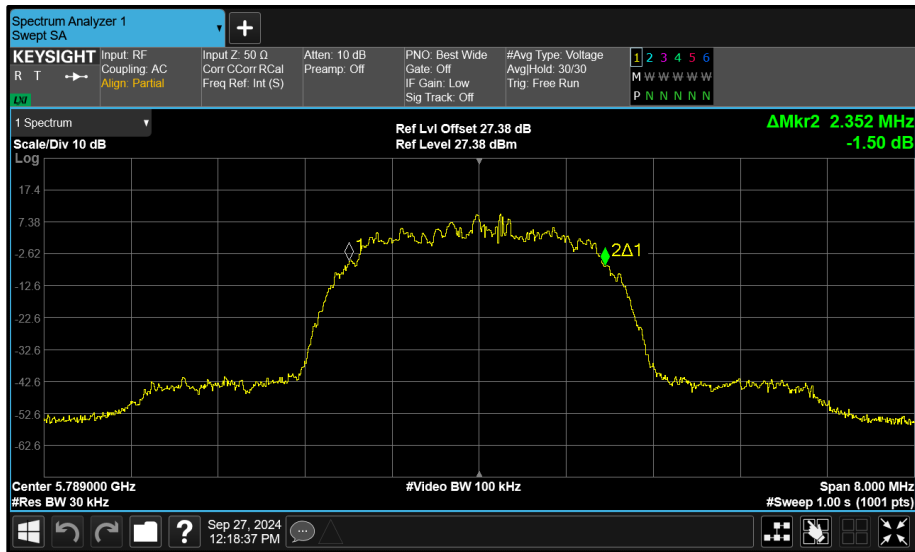 Spectrum Analyzer 1
Swept SA
+
KEYSIGHT
R T
LXI
Input: RF
Coupling: AC
Align: Partial
Input Z: 50 Ω
Corr CCorr RCal
Freq Ref: Int (S)
Atten: 10 dB
Preamp: Off
PNO: Best Wide
Gate: Off
IF Gain: Low
Sig Track: Off
#Avg Type: Voltage
Avg|Hold: 30/30
Trig: Free Run
1 2 3 4 5 6
M W W W W W
P N N N N N
1 Spectrum
Scale/Div 10 dB
Ref Lvl Offset 27.38 dB
Ref Level 27.38 dBm
ΔMkr2 2.352 MHz
-1.50 dB
Log
17.4
7.38
-2.62
-12.6
-22.6
-32.6
-42.6
-52.6
-62.6
1
2Δ1
Center 5.789000 GHz
#Res BW 30 kHz
#Video BW 100 kHz
Span 8.000 MHz
#Sweep 1.00 s (1001 pts)
?
Sep 27, 2024
12:18:37 PM